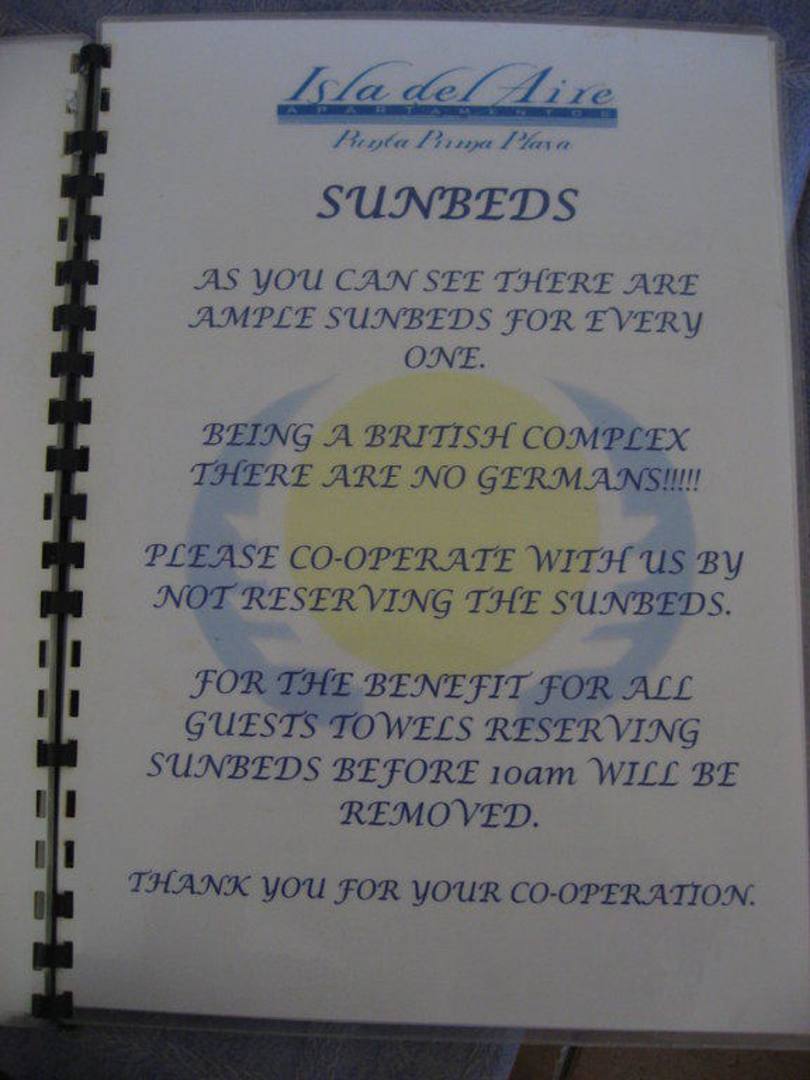 Isla del Aire
APARTAMENTOS
Punta Prima Plaza
SUNBEDS
AS YOU CAN SEE THERE ARE
AMPLE SUNBEDS FOR EVERY
ONE.
BEING A BRITISH COMPLEX
THERE ARE NO GERMANS!!!!!
PLEASE CO-OPERATE WITH US BY
NOT RESERVING THE SUNBEDS.
FOR THE BENEFIT FOR ALL
GUESTS TOWELS RESERVING
SUNBEDS BEFORE 10am WILL BE
REMOVED.
THANK YOU FOR YOUR CO-OPERATION.